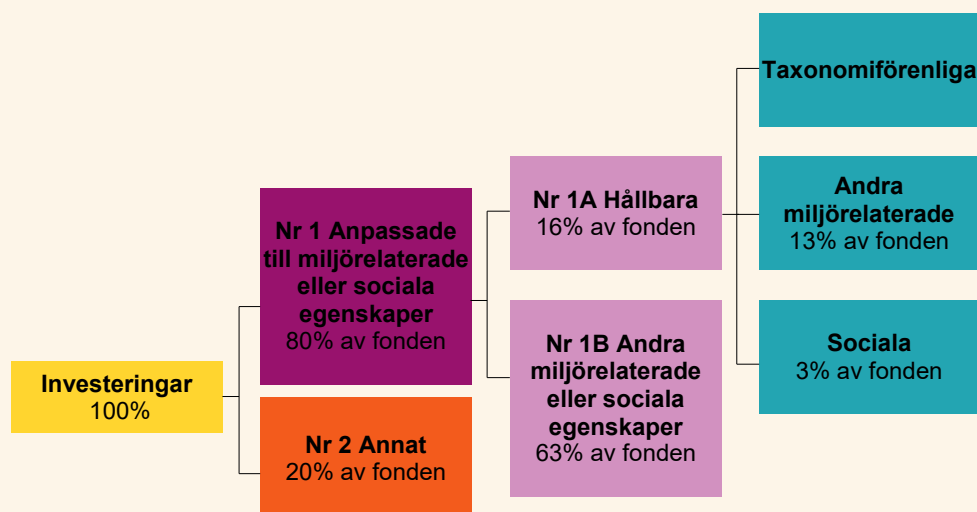 Investeringar
100%
Nr 1 Anpassade
till miljörelaterade
eller sociala
egenskaper
80% av fonden
Nr 2 Annat
20% av fonden
Nr 1A Hållbara
16% av fonden
Nr 1B Andra
miljörelaterade
eller sociala
egenskaper
63% av fonden
Taxonomiförenliga
Andra
miljörelaterade
13% av fonden
Sociala
3% av fonden